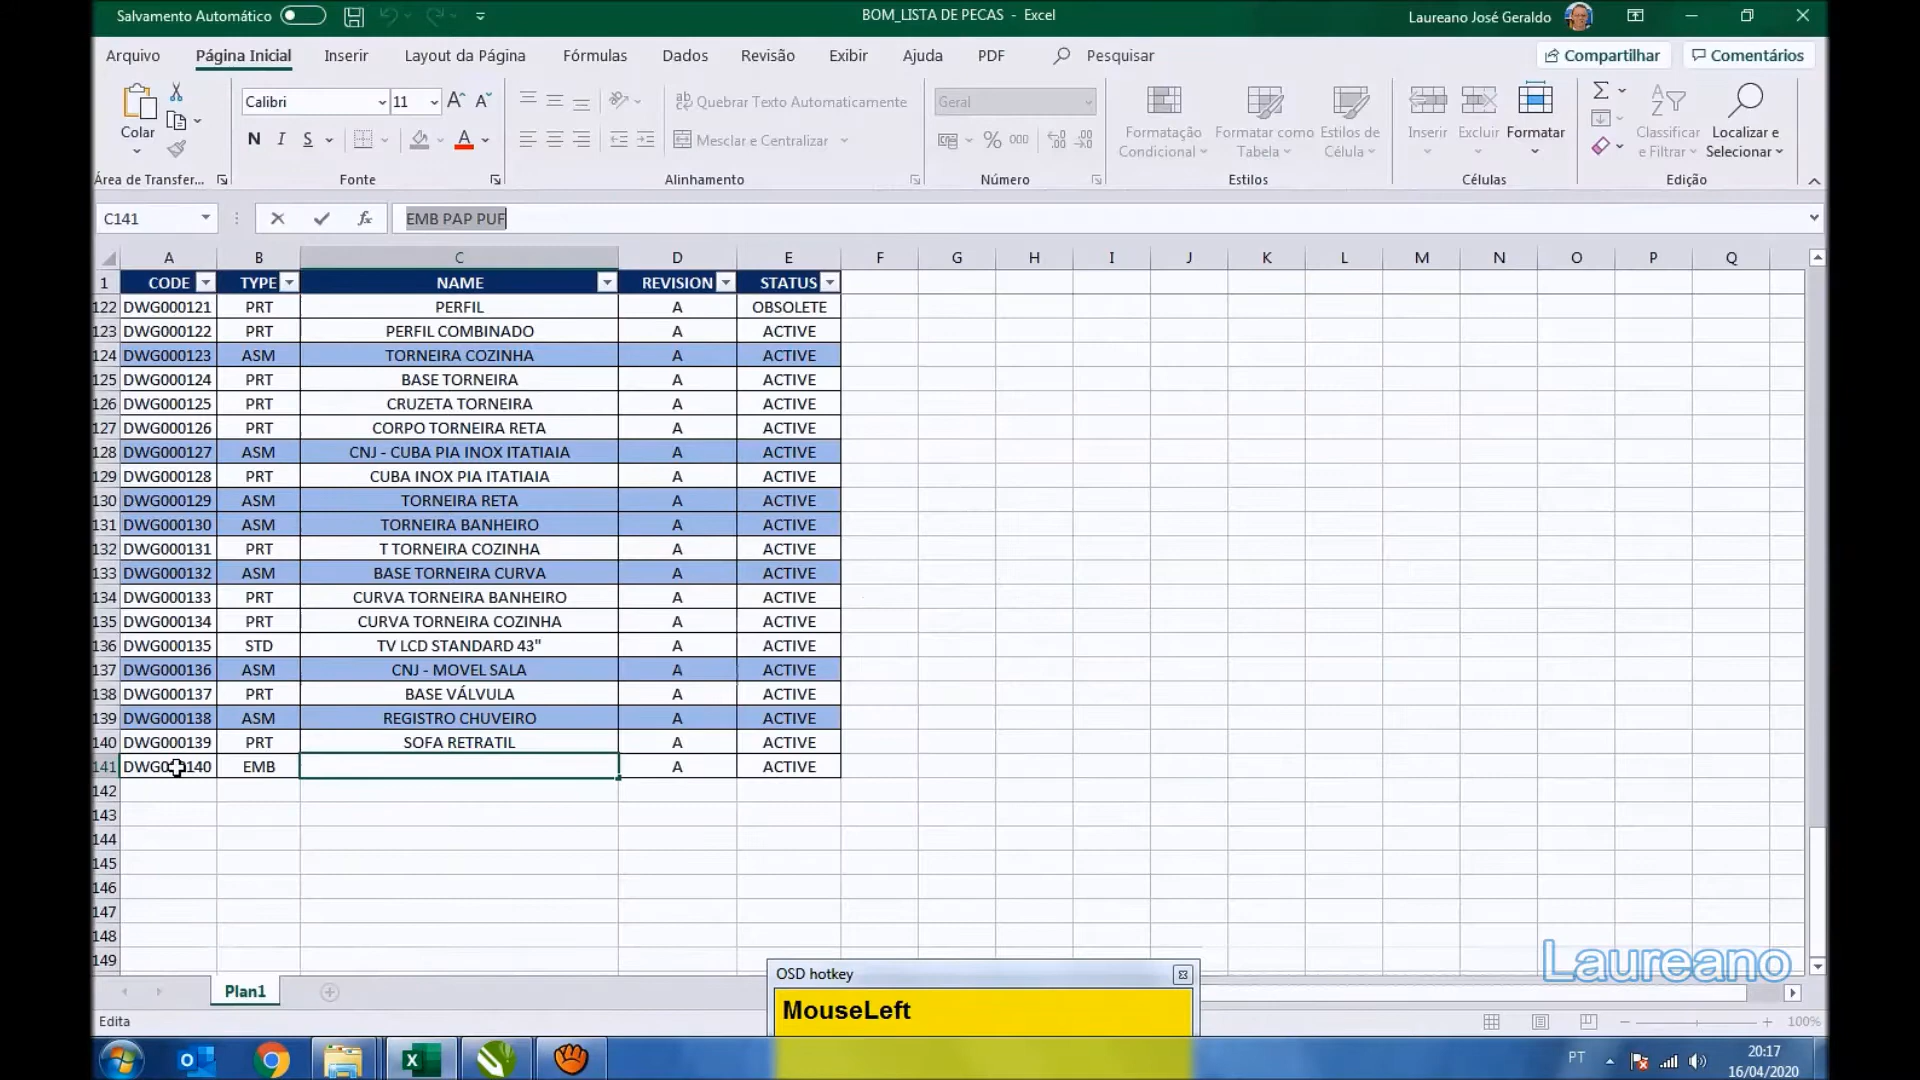 Salvamento Automático
BOM_LISTA DE PECAS - Excel
Laureano José Geraldo
Arquivo Página Inicial Inserir Layout da Página Fórmulas Dados Revisão Exibir Ajuda PDF Pesquisar Compartilhar Comentários
Colar
Calibri 11
N I S
Quebrar Texto Automaticamente
Mesclar e Centralizar
Geral
% 000
Formatação Condicional
Formatar como Tabela
Estilos de Célula
Inserir Excluir Formatar
Classificar e Filtrar
Localizar e Selecionar
Área de Transfer... Fonte Alinhamento Número Estilos Células Edição
C141 fx EMB PAP PUF
A B C D E F G H I J K L M N O P Q
1 CODE TYPE NAME REVISION STATUS
122 DWG000121 PRT PERFIL A OBSOLETE
123 DWG000122 PRT PERFIL COMBINADO A ACTIVE
124 DWG000123 ASM TORNEIRA COZINHA A ACTIVE
125 DWG000124 PRT BASE TORNEIRA A ACTIVE
126 DWG000125 PRT CRUZETA TORNEIRA A ACTIVE
127 DWG000126 PRT CORPO TORNEIRA RETA A ACTIVE
128 DWG000127 ASM CNJ - CUBA PIA INOX ITATIAIA A ACTIVE
129 DWG000128 PRT CUBA INOX PIA ITATIAIA A ACTIVE
130 DWG000129 ASM TORNEIRA RETA A ACTIVE
131 DWG000130 ASM TORNEIRA BANHEIRO A ACTIVE
132 DWG000131 PRT T TORNEIRA COZINHA A ACTIVE
133 DWG000132 ASM BASE TORNEIRA CURVA A ACTIVE
134 DWG000133 PRT CURVA TORNEIRA BANHEIRO A ACTIVE
135 DWG000134 PRT CURVA TORNEIRA COZINHA A ACTIVE
136 DWG000135 STD TV LCD STANDARD 43" A ACTIVE
137 DWG000136 ASM CNJ - MOVEL SALA A ACTIVE
138 DWG000137 PRT BASE VÁLVULA A ACTIVE
139 DWG000138 ASM REGISTRO CHUVEIRO A ACTIVE
140 DWG000139 PRT SOFA RETRATIL A ACTIVE
141 DWG000140 EMB A ACTIVE
142
143
144
145
146
147
148
149
Laureano
OSD hotkey
MouseLeft
Plan1
Edita
100%
PT
20:17
16/04/2020